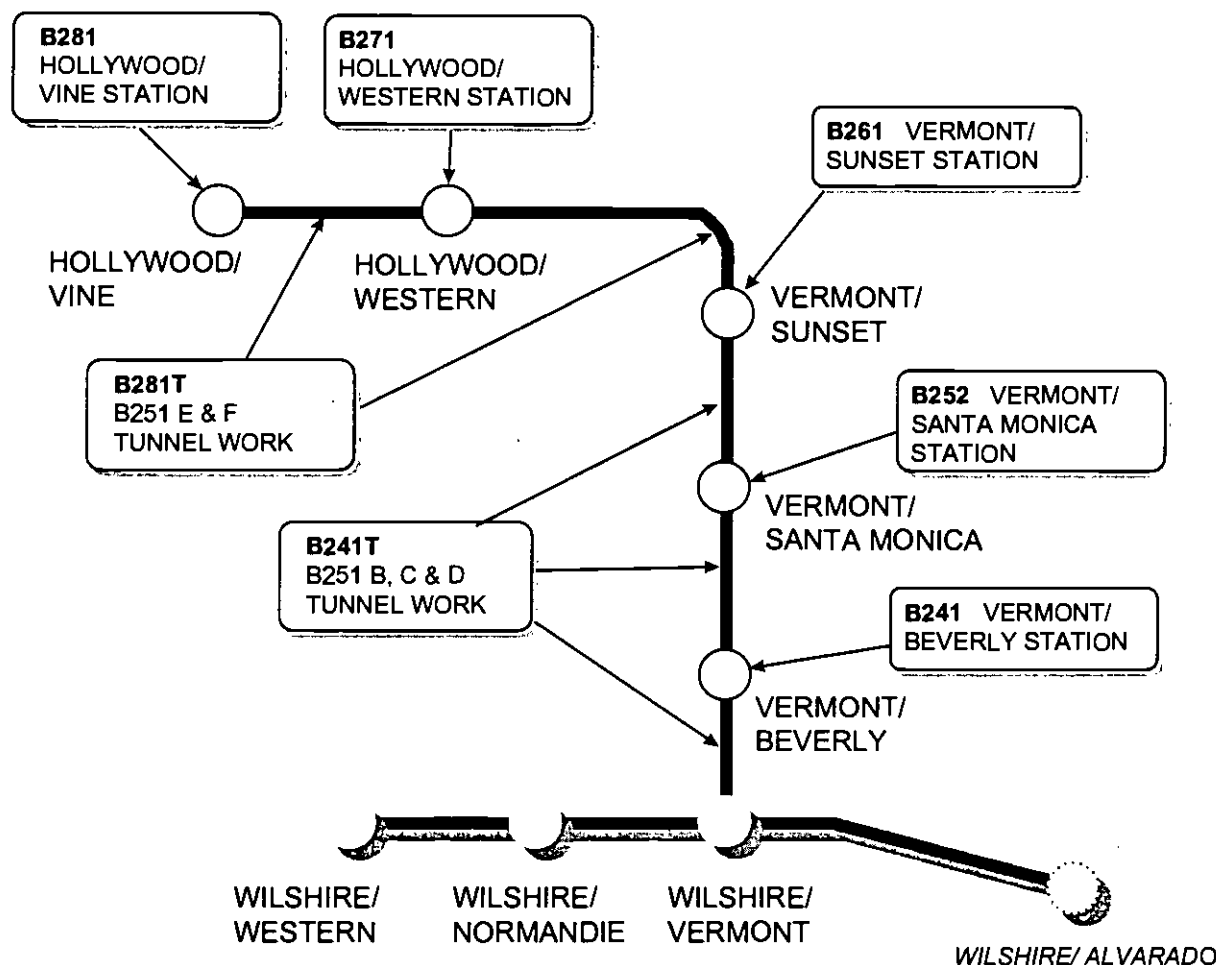 B281
HOLLYWOOD/
VINE STATION
B271
HOLLYWOOD/
WESTERN STATION
B261 VERMONT/
SUNSET STATION
HOLLYWOOD/
VINE
HOLLYWOOD/
WESTERN
VERMONT/
SUNSET
B281T
B251 E & F
TUNNEL WORK
B252 VERMONT/
SANTA MONICA
STATION
VERMONT/
SANTA MONICA
B241T
B251 B, C & D
TUNNEL WORK
B241 VERMONT/
BEVERLY STATION
VERMONT/
BEVERLY
WILSHIRE/
WESTERN
WILSHIRE/
NORMANDIE
WILSHIRE/
VERMONT
WILSHIRE/ ALVARADO